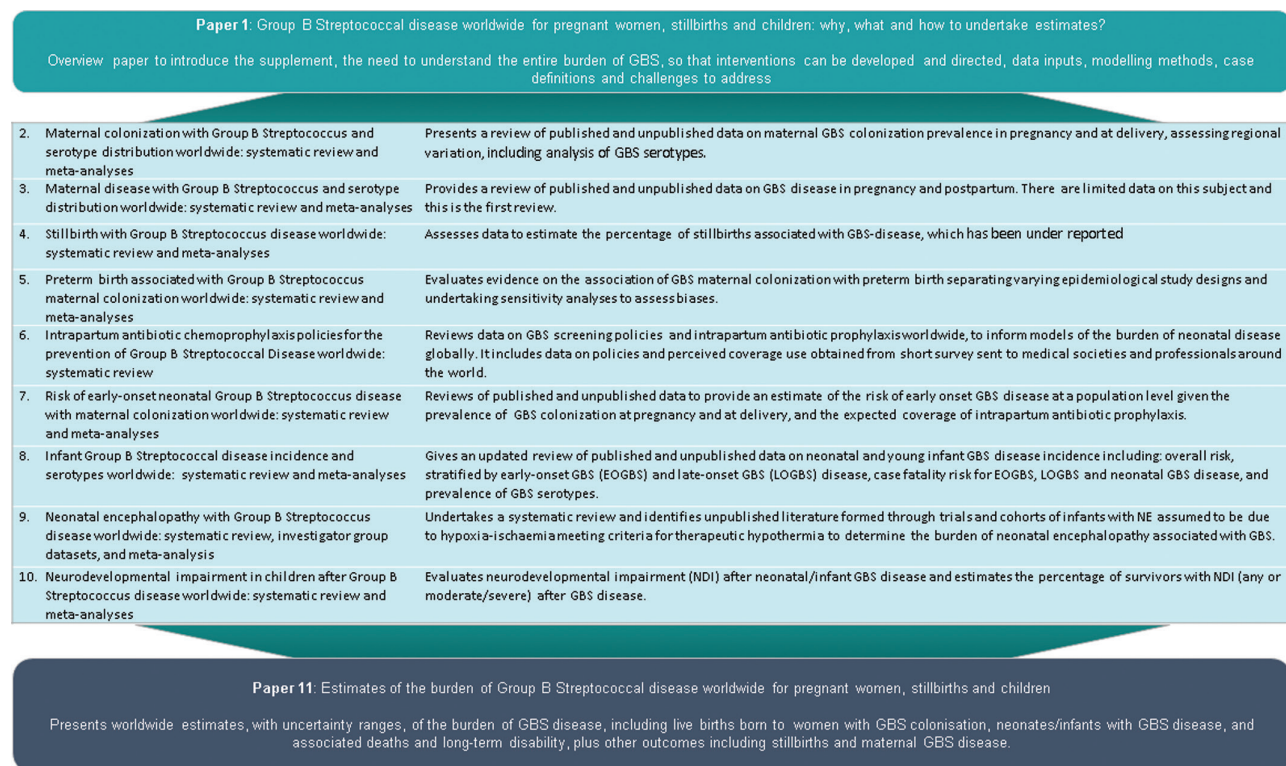 Paper 1: Group B Streptococcal disease worldwide for pregnant women, stillbirths and children: why, what and how to undertake estimates?
Overview paper to introduce the supplement, the need to understand the entire burden of GBS, so that interventions can be developed and directed, data inputs, modelling methods, case
definitions and challenges to address
2. Maternal colonization with Group B Streptococcus and
serotype distribution worldwide: systematic review and
meta-analyses
Presents a review of published and unpublished data on maternal GBS colonization prevalence in pregnancy and at delivery, assessing regional
variation, including analysis of GBS serotypes.
3. Maternal disease with Group B Streptococcus and serotype
distribution worldwide: systematic review and meta-analyses
Provides a review of published and unpublished data on GBS disease in pregnancy and postpartum. There are limited data on this subject and
this is the first review.
4. Stillbirth with Group B Streptococcus disease worldwide:
systematic review and meta-analyses
Assesses data to estimate the percentage of stillbirths associated with GBS-disease, which has been under reported
5. Preterm birth associated with Group B Streptococcus
maternal colonization worldwide: systematic review and
meta-analyses
Evaluates evidence on the association of GBS maternal colonization with preterm birth separating varying epidemiological study designs and
undertaking sensitivity analyses to assess biases.
6. Intrapartum antibiotic chemoprophylaxis policies for the
prevention of Group B Streptococcal Disease worldwide:
systematic review
Reviews data on GBS screening policies and intrapartum antibiotic prophylaxis worldwide, to inform models of the burden of neonatal disease
globally. It includes data on policies and perceived coverage use obtained from short survey sent to medical societies and professionals around
the world.
7. Risk of early-onset neonatal Group B Streptococcus disease
with maternal colonization worldwide: systematic review
and meta-analyses
Reviews of published and unpublished data to provide an estimate of the risk of early onset GBS disease at a population level given the
prevalence of GBS colonization at pregnancy and at delivery, and the expected coverage of intrapartum antibiotic prophylaxis.
8. Infant Group B Streptococcal disease incidence and
serotypes worldwide: systematic review and meta-analyses
Gives an updated review of published and unpublished data on neonatal and young infant GBS disease incidence including: overall risk,
stratified by early-onset GBS (EOGBS) and late-onset GBS (LOGBS) disease, case fatality risk for EOGBS, LOGBS and neonatal GBS disease, and
prevalence of GBS serotypes.
9. Neonatal encephalopathy with Group B Streptococcus
disease worldwide: systematic review, investigator group
datasets, and meta-analysis
Undertakes a systematic review and identifies unpublished literature formed through trials and cohorts of infants with NE assumed to be due
to hypoxia-ischaemia meeting criteria for therapeutic hypothermia to determine the burden of neonatal encephalopathy associated with GBS.
10. Neurodevelopmental impairment in children after Group B
Streptococcus disease worldwide: systematic review and
meta-analyses
Evaluates neurodevelopmental impairment (NDI) after neonatal/infant GBS disease and estimates the percentage of survivors with NDI (any or
moderate/severe) after GBS disease.
Paper 11: Estimates of the burden of Group B Streptococcal disease worldwide for pregnant women, stillbirths and children
Presents worldwide estimates, with uncertainty ranges, of the burden of GBS disease, including live births born to women with GBS colonisation, neonates/infants with GBS disease, and
associated deaths and long-term disability, plus other outcomes including stillbirths and maternal GBS disease.